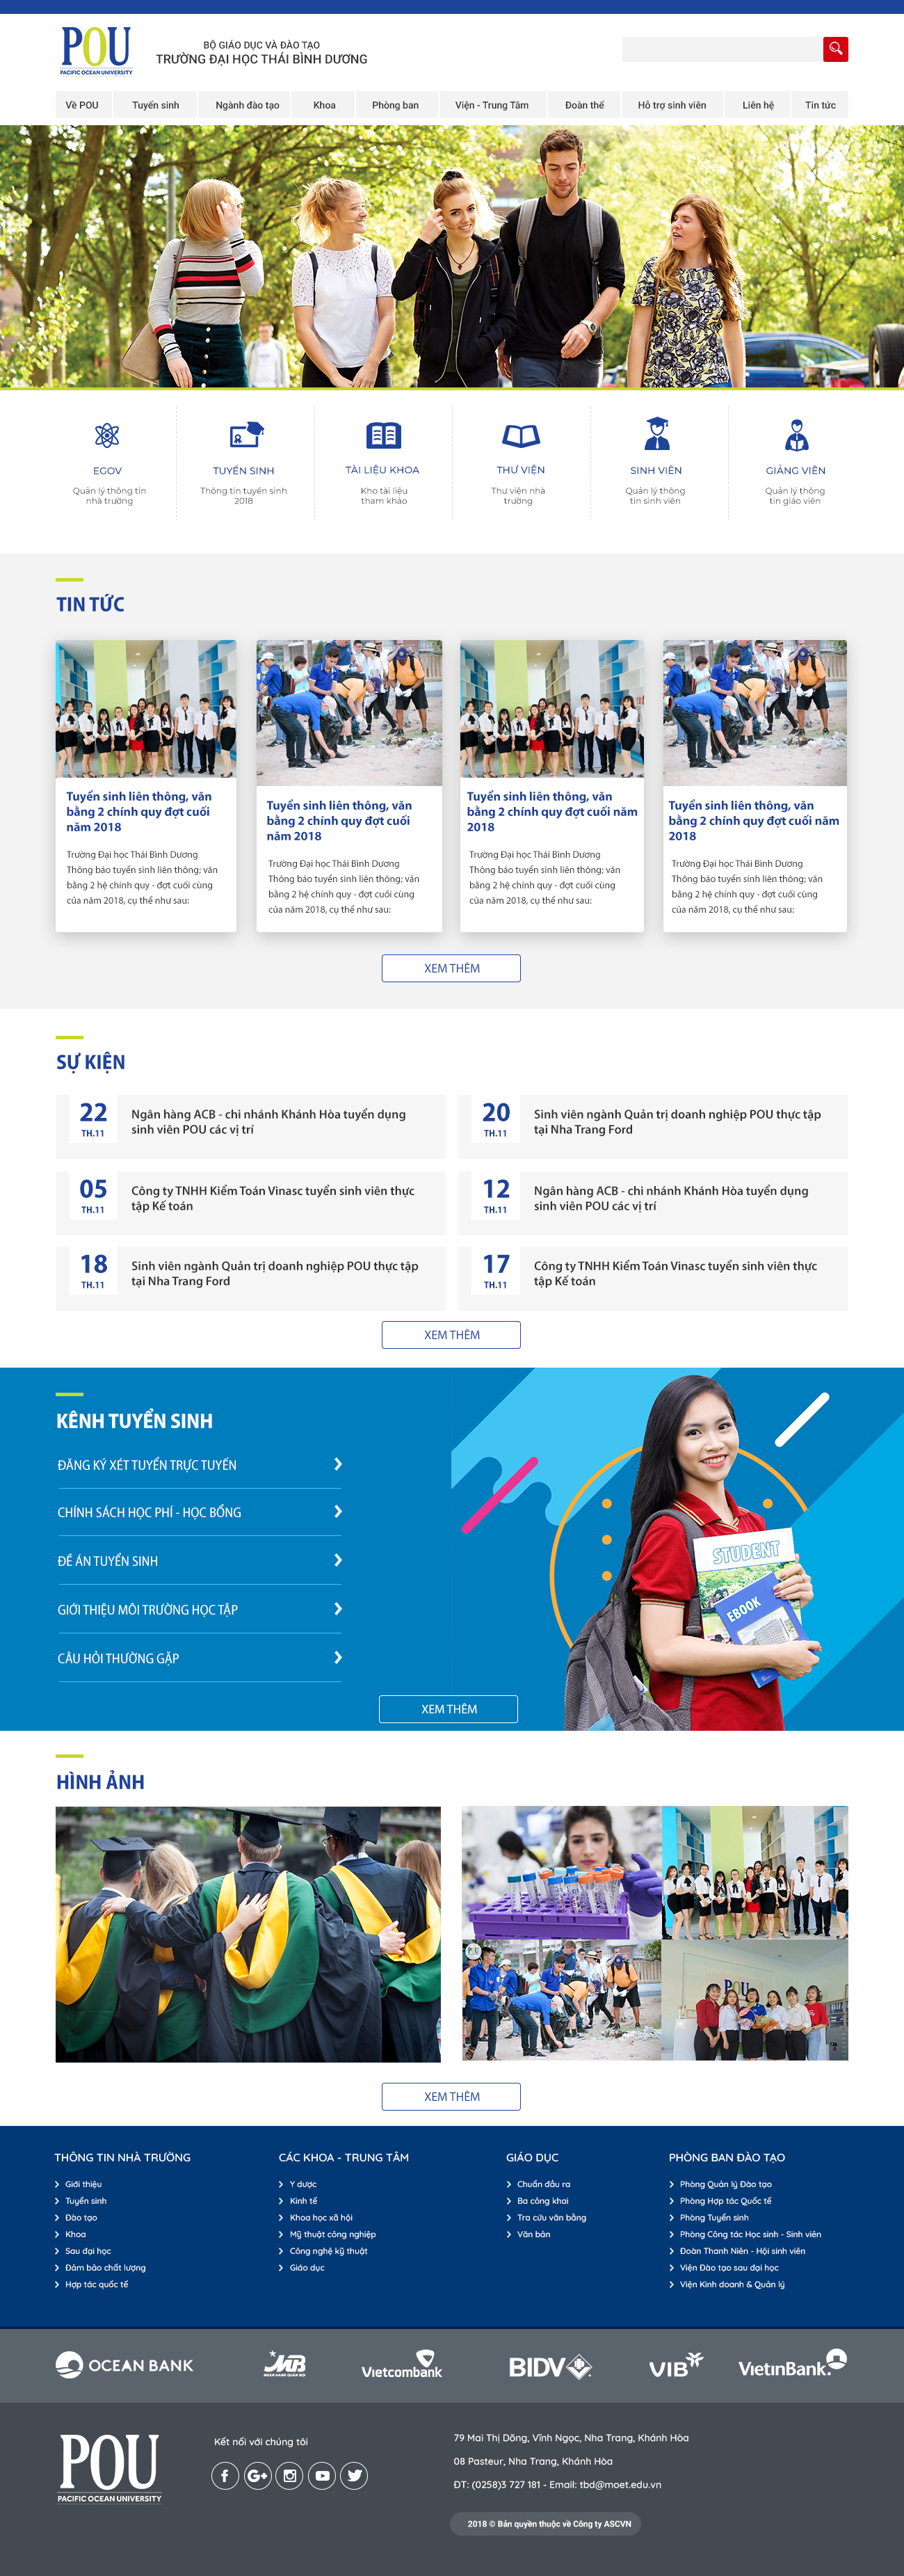 POU
PACIFIC OCEAN UNIVERSITY
BỘ GIÁO DỤC VÀ ĐÀO TẠO
TRƯỜNG ĐẠI HỌC THÁI BÌNH DƯƠNG
Về POU
Tuyển sinh
Ngành đào tạo
Khoa
Phòng ban
Viện - Trung Tâm
Đoàn thể
Hỗ trợ sinh viên
Liên hệ
Tin tức
EGOV
Quản lý thông tin
nhà trường
TUYỂN SINH
Thông tin tuyển sinh
2018
TÀI LIỆU KHOA
Kho tài liệu
tham khảo
THƯ VIỆN
Thư viện nhà
trường
SINH VIÊN
Quản lý thông
tin sinh viên
GIẢNG VIÊN
Quản lý thông
tin giáo viên
TIN TỨC
Tuyển sinh liên thông, văn
bằng 2 chính quy đợt cuối
năm 2018
Trường Đại học Thái Bình Dương
Thông báo tuyển sinh liên thông; văn
bằng 2 hệ chính quy - đợt cuối cùng
của năm 2018, cụ thể như sau:
Tuyển sinh liên thông, văn
bằng 2 chính quy đợt cuối
năm 2018
Trường Đại học Thái Bình Dương
Thông báo tuyển sinh liên thông; văn
bằng 2 hệ chính quy - đợt cuối cùng
của năm 2018, cụ thể như sau:
Tuyển sinh liên thông, văn
bằng 2 chính quy đợt cuối năm
2018
Trường Đại học Thái Bình Dương
Thông báo tuyển sinh liên thông; văn
bằng 2 hệ chính quy - đợt cuối cùng
của năm 2018, cụ thể như sau:
Tuyển sinh liên thông, văn
bằng 2 chính quy đợt cuối năm
2018
Trường Đại học Thái Bình Dương
Thông báo tuyển sinh liên thông; văn
bằng 2 hệ chính quy - đợt cuối cùng
của năm 2018, cụ thể như sau:
XEM THÊM
SỰ KIỆN
22
TH.11
Ngân hàng ACB - chi nhánh Khánh Hòa tuyển dụng
sinh viên POU các vị trí
20
TH.11
Sinh viên ngành Quản trị doanh nghiệp POU thực tập
tại Nha Trang Ford
05
TH.11
Công ty TNHH Kiểm Toán Vinasc tuyển sinh viên thực
tập Kế toán
12
TH.11
Ngân hàng ACB - chi nhánh Khánh Hòa tuyển dụng
sinh viên POU các vị trí
18
TH.11
Sinh viên ngành Quản trị doanh nghiệp POU thực tập
tại Nha Trang Ford
17
TH.11
Công ty TNHH Kiểm Toán Vinasc tuyển sinh viên thực
tập Kế toán
XEM THÊM
KÊNH TUYỂN SINH
ĐĂNG KÝ XÉT TUYỂN TRỰC TUYẾN
CHÍNH SÁCH HỌC PHÍ - HỌC BỔNG
ĐỀ ÁN TUYỂN SINH
GIỚI THIỆU MÔI TRƯỜNG HỌC TẬP
CÂU HỎI THƯỜNG GẶP
STUDENT
EBOOK
XEM THÊM
HÌNH ẢNH
POU
POU
XEM THÊM
THÔNG TIN NHÀ TRƯỜNG
Giới thiệu
Tuyển sinh
Đào tạo
Khoa
Sau đại học
Đảm bảo chất lượng
Hợp tác quốc tế
CÁC KHOA - TRUNG TÂM
Y dược
Kinh tế
Khoa học xã hội
Mỹ thuật công nghiệp
Công nghệ kỹ thuật
Giáo dục
GIÁO DỤC
Chuẩn đầu ra
Ba công khai
Tra cứu văn bằng
Văn bản
PHÒNG BAN ĐÀO TẠO
Phòng Quản lý Đào tạo
Phòng Hợp tác Quốc tế
Phòng Tuyển sinh
Phòng Công tác Học sinh - Sinh viên
Đoàn Thanh Niên - Hội sinh viên
Viện Đào tạo sau đại học
Viện Kinh doanh & Quản lý
OCEAN BANK
MB
NGÂN HÀNG QUÂN ĐỘI
Vietcombank
BIDV
VIB
VietinBank
POU
PACIFIC OCEAN UNIVERSITY
Kết nối với chúng tôi
79 Mai Thị Dõng, Vĩnh Ngọc, Nha Trang, Khánh Hòa
08 Pasteur, Nha Trang, Khánh Hòa
ĐT: (0258)3 727 181 - Email: tbd@moet.edu.vn
2018 © Bản quyền thuộc về Công ty ASCVN